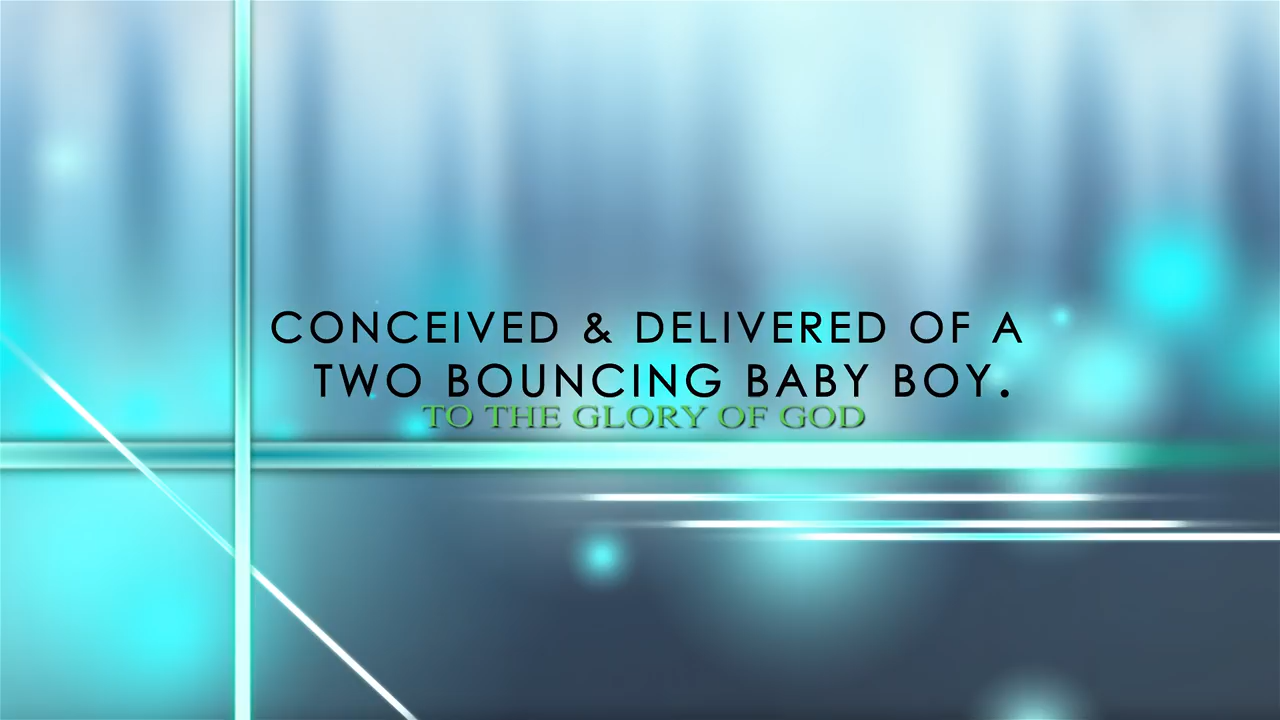 CONCEIVED & DELIVERED OF A
TWO BOUNCING BABY BOY.
TO THE GLORY OF GOD